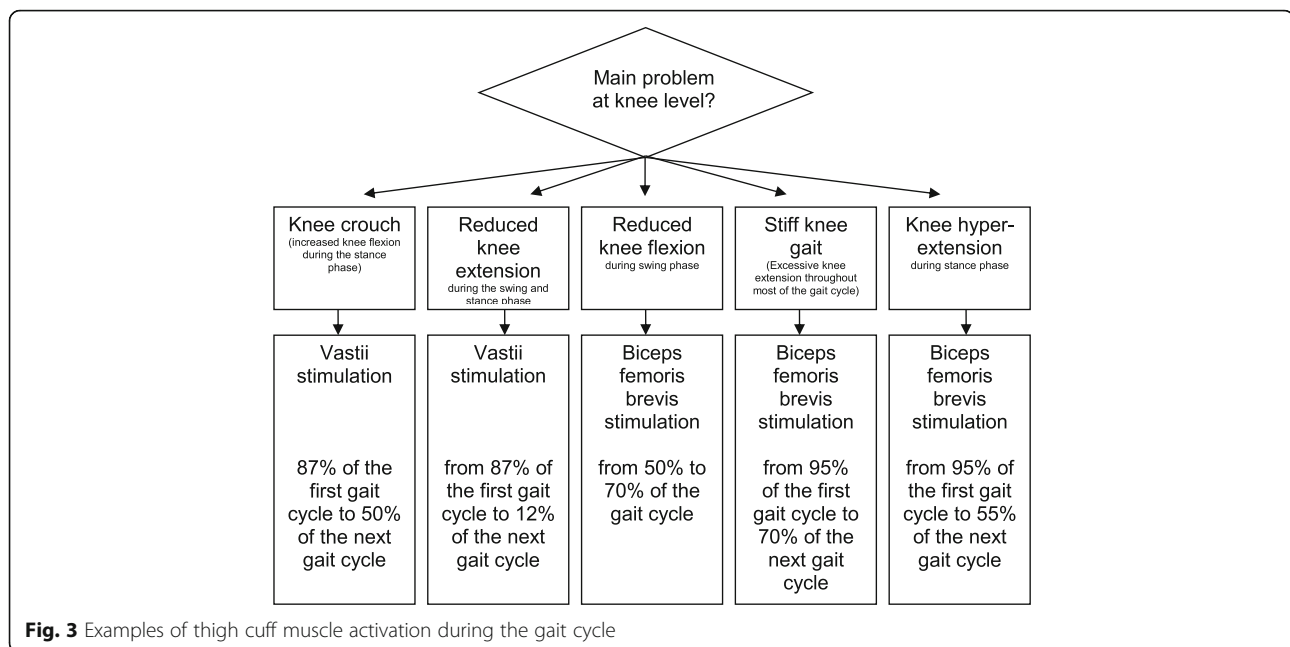 Main problem
at knee level?
Knee crouch
(increased knee flexion
during the stance
phase)
Reduced
knee
extension
during the swing and
stance phase
Reduced
knee flexion
during swing phase
Stiff knee
gait
(Excessive knee
extension throughout
most of the gait cycle)
Knee hyper-
extension
during stance phase
Vastii
stimulation
87% of the
first gait
cycle to 50%
of the next
gait cycle
Vastii
stimulation
from 87% of
the first gait
cycle to 12%
of the next
gait cycle
Biceps
femoris
brevis
stimulation
from 50% to
70% of the
gait cycle
Biceps
femoris
brevis
stimulation
from 95%
of the first
gait cycle to
70% of the
next gait
cycle
Biceps
femoris
brevis
stimulation
from 95% of
the first gait
cycle to 55%
of the next
gait cycle
Fig. 3 Examples of thigh cuff muscle activation during the gait cycle